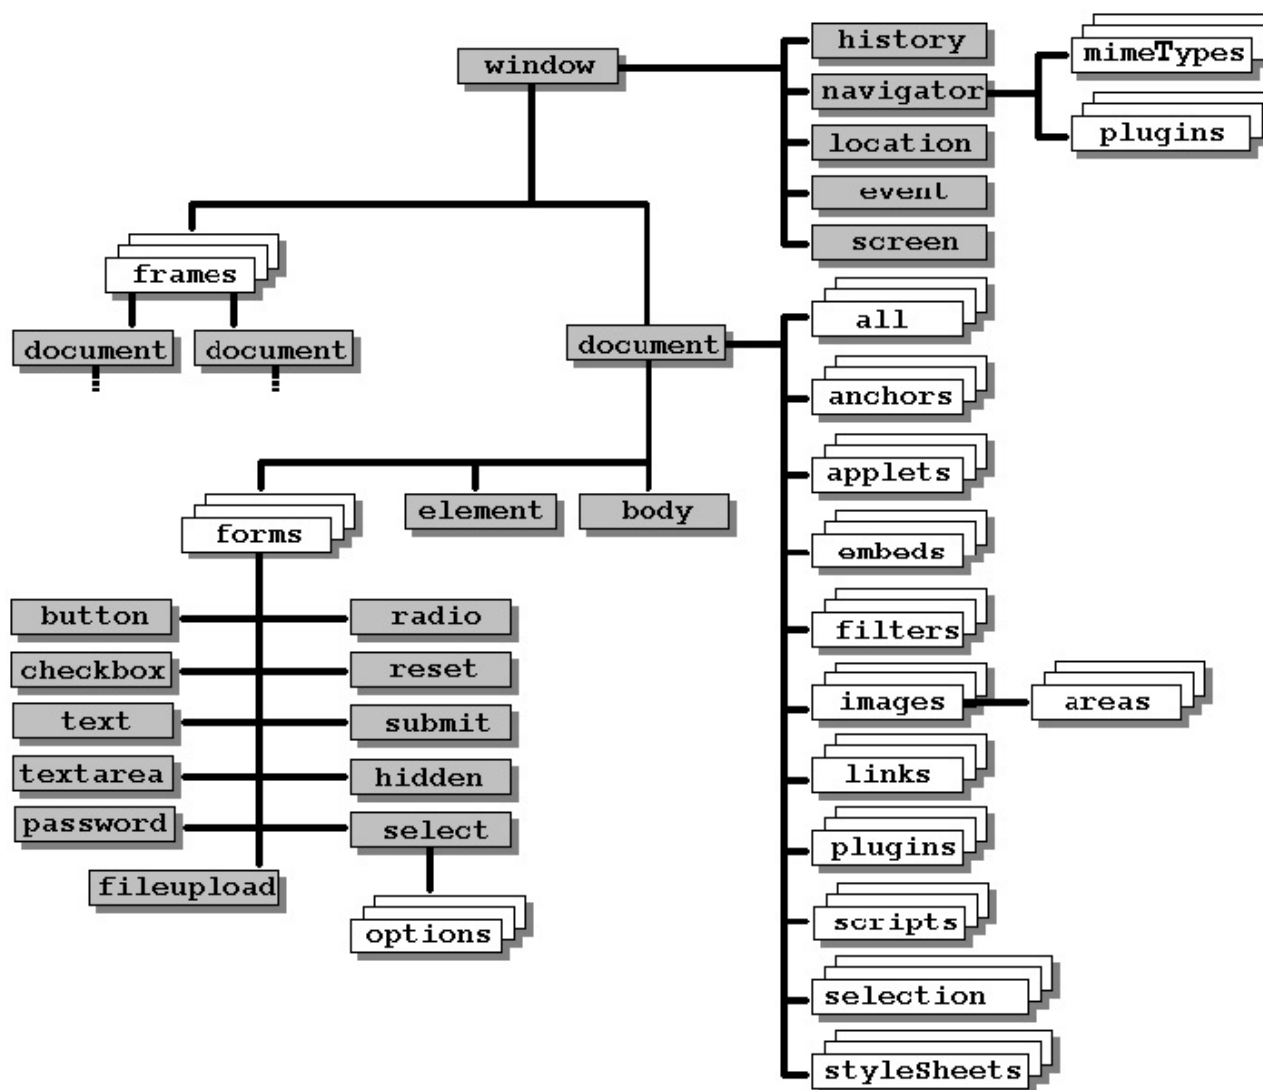 window
history
navigator
location
event
screen
mimeTypes
plugins
frames
document
document
document
all
anchors
applets
embeds
filters
images
areas
links
plugins
scripts
selection
styleSheets
forms
element
body
button
radio
checkbox
reset
text
submit
textarea
hidden
password
select
fileupload
options